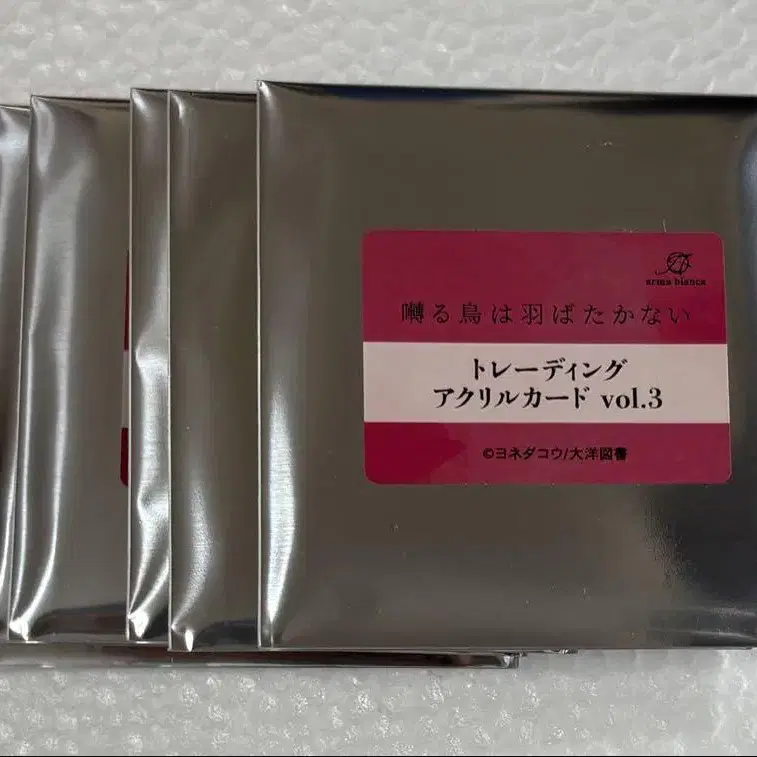 arma bianca
囀る鳥は羽ばたかない
トレーディング
アクリルカード vol.3
©ヨネダコウ/大洋図書